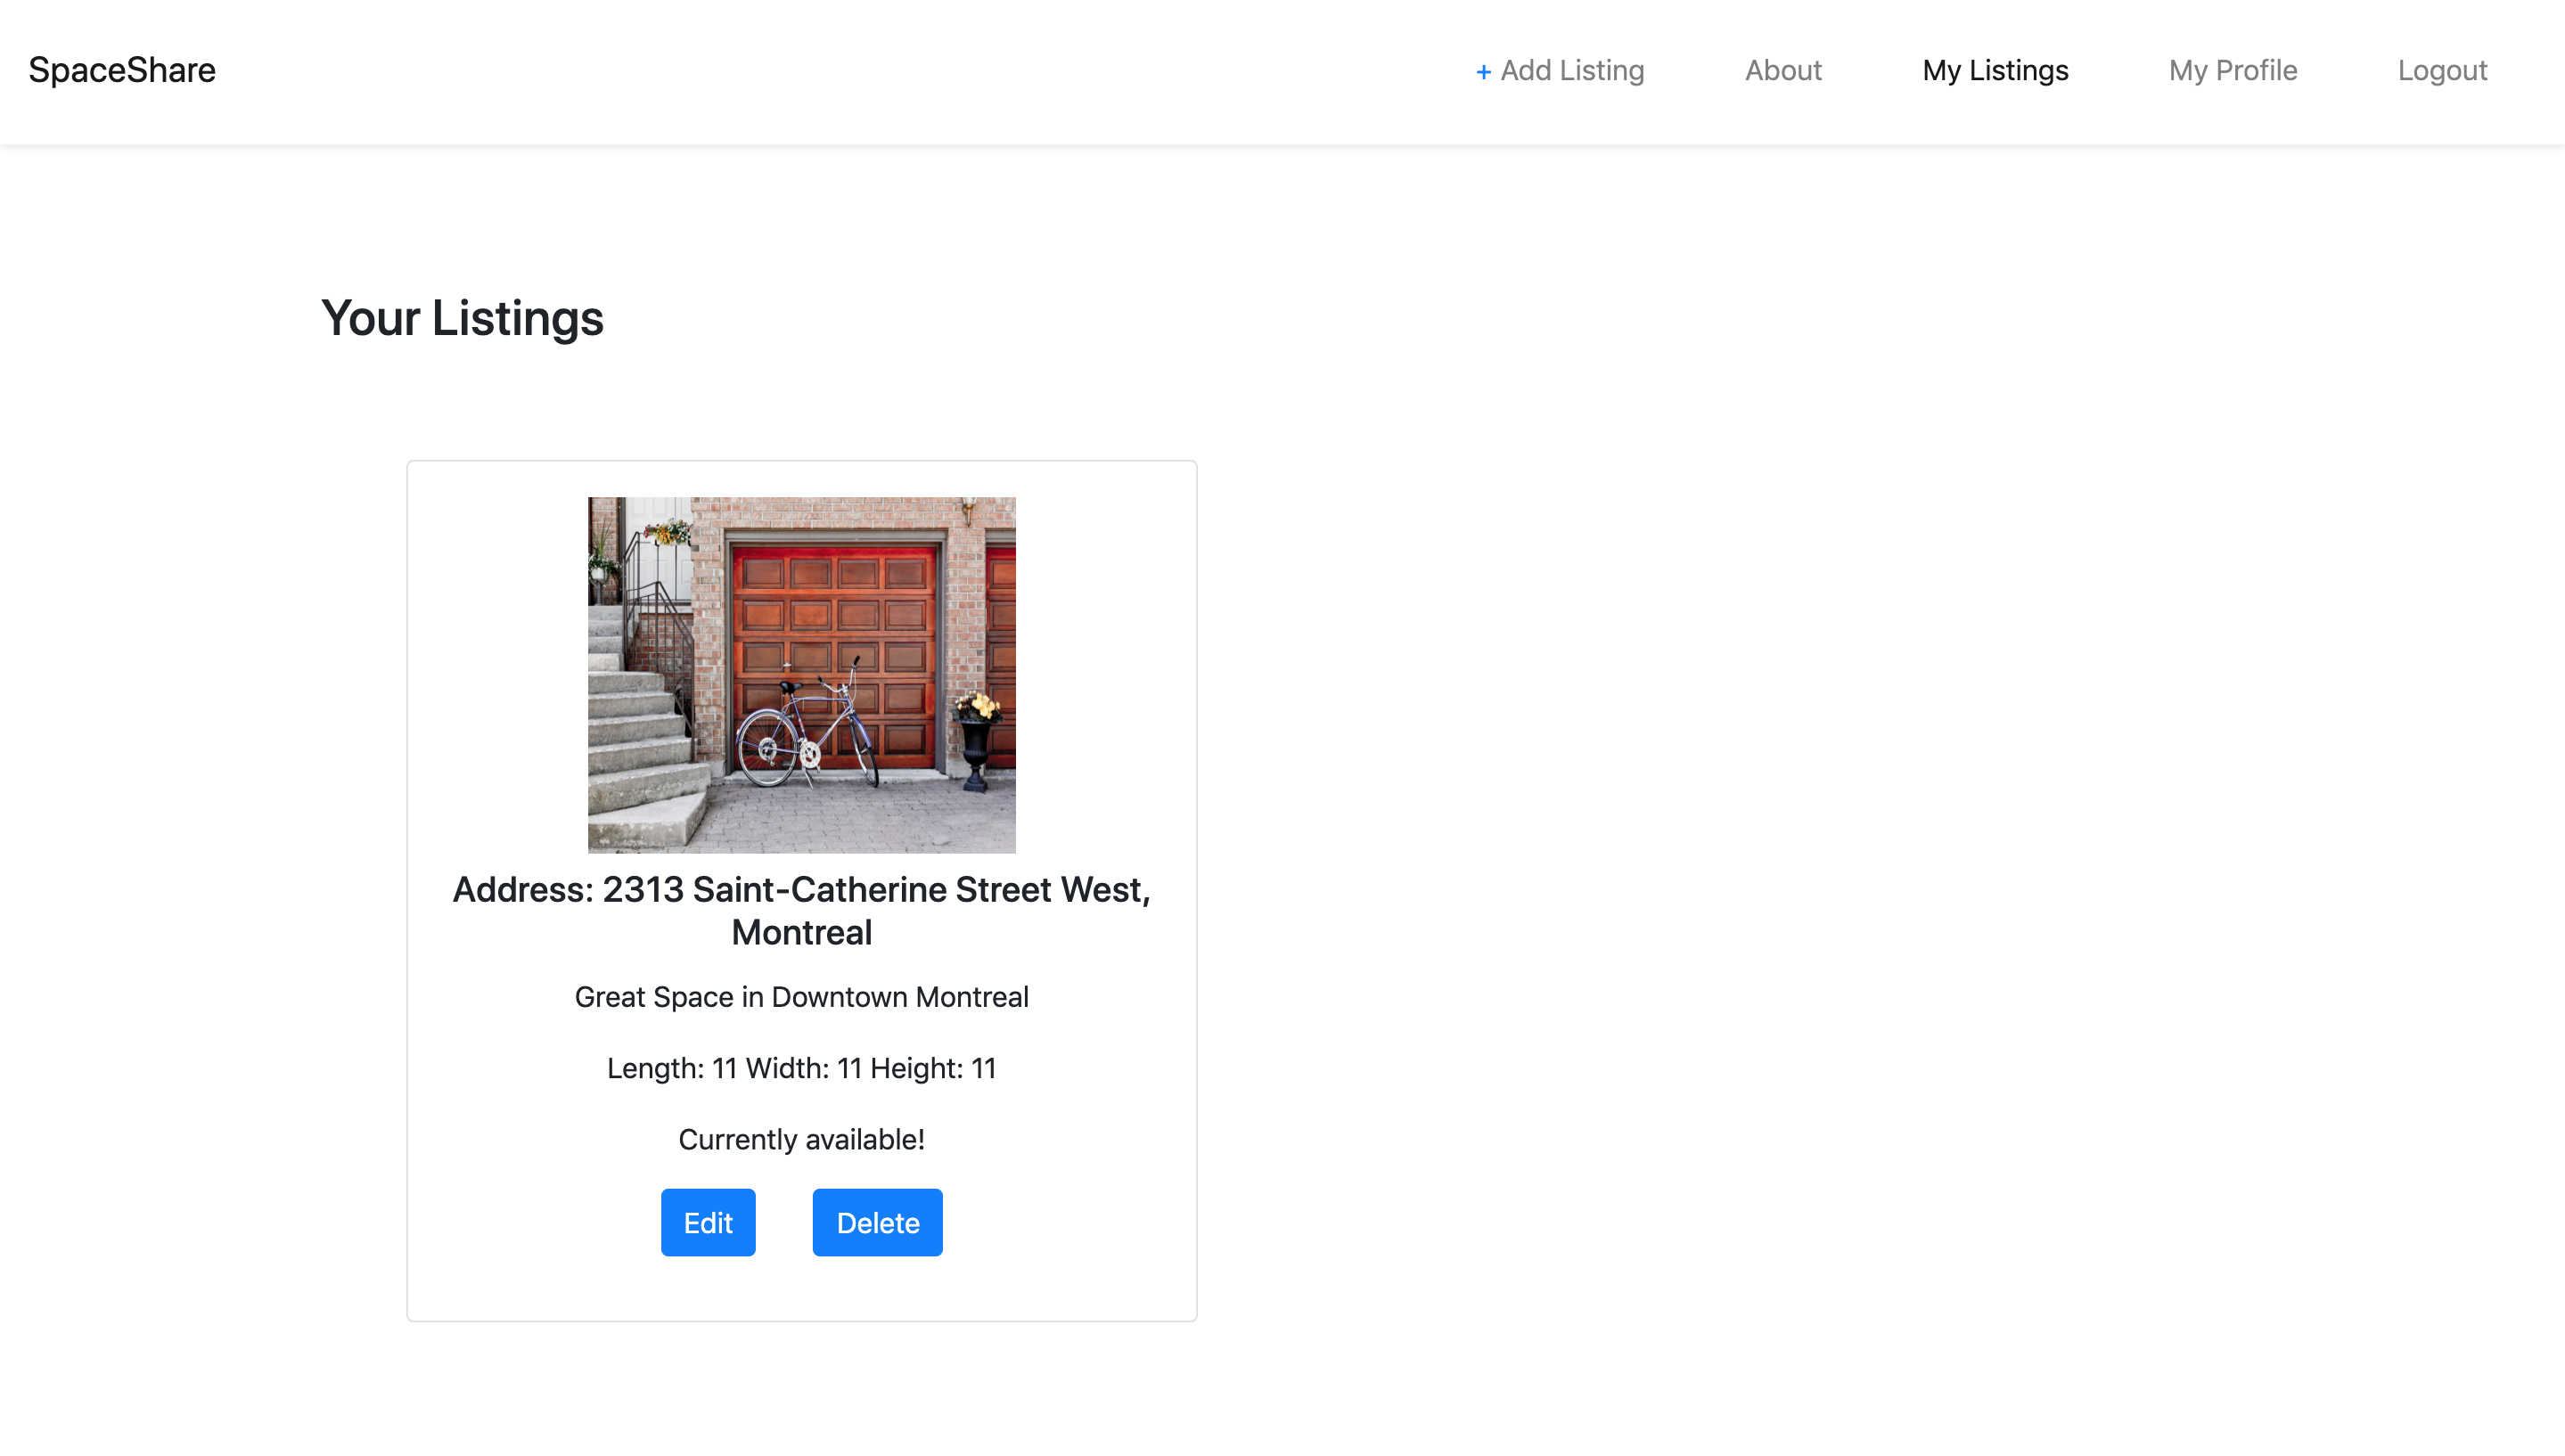 SpaceShare
+ Add Listing
About
My Listings
My Profile
Logout
Your Listings
Address: 2313 Saint-Catherine Street West,
Montreal
Great Space in Downtown Montreal
Length: 11 Width: 11 Height: 11
Currently available!
Edit
Delete